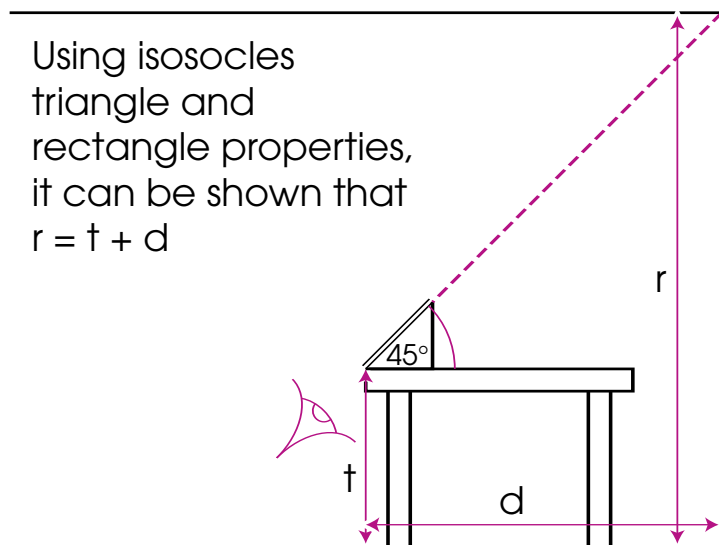 Using isosocles
triangle and
rectangle properties,
it can be shown that
r = t + d
r
45°
t
d